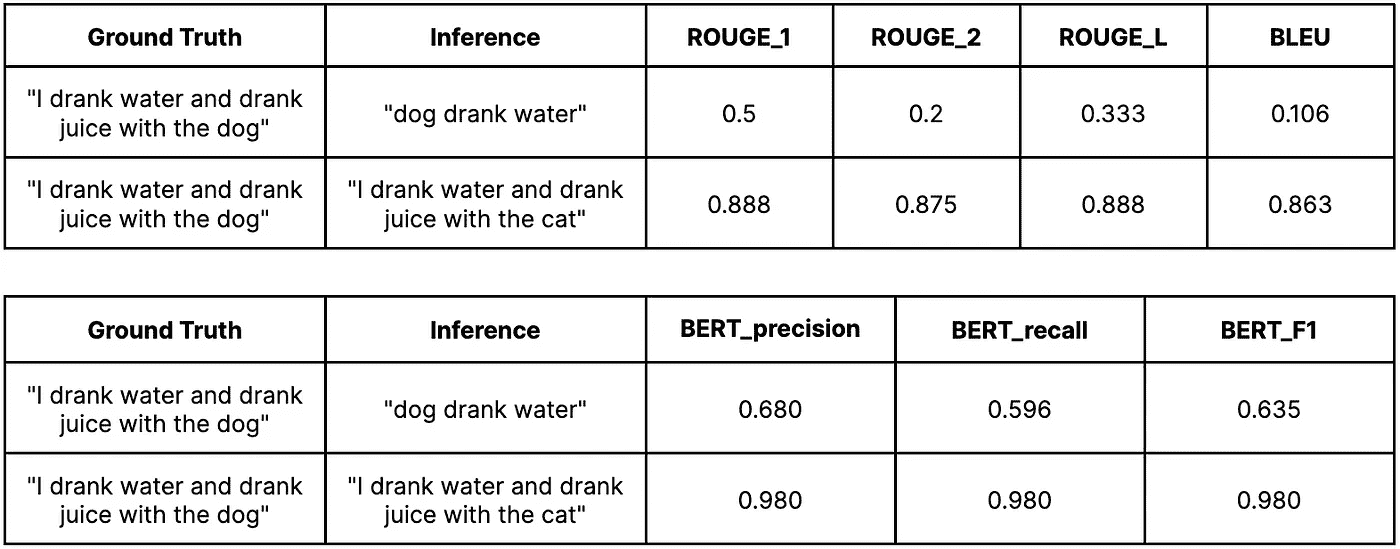 Ground Truth Inference ROUGE_1 ROUGE_2 ROUGE_L BLEU
"I drank water and drank
juice with the dog" "dog drank water" 0.5 0.2 0.333 0.106
"I drank water and drank "I drank water and drank
juice with the dog" juice with the cat" 0.888 0.875 0.888 0.863
Ground Truth Inference BERT_precision BERT_recall BERT_F1
"I drank water and drank
juice with the dog" "dog drank water" 0.680 0.596 0.635
"I drank water and drank "I drank water and drank
juice with the dog" juice with the cat" 0.980 0.980 0.980